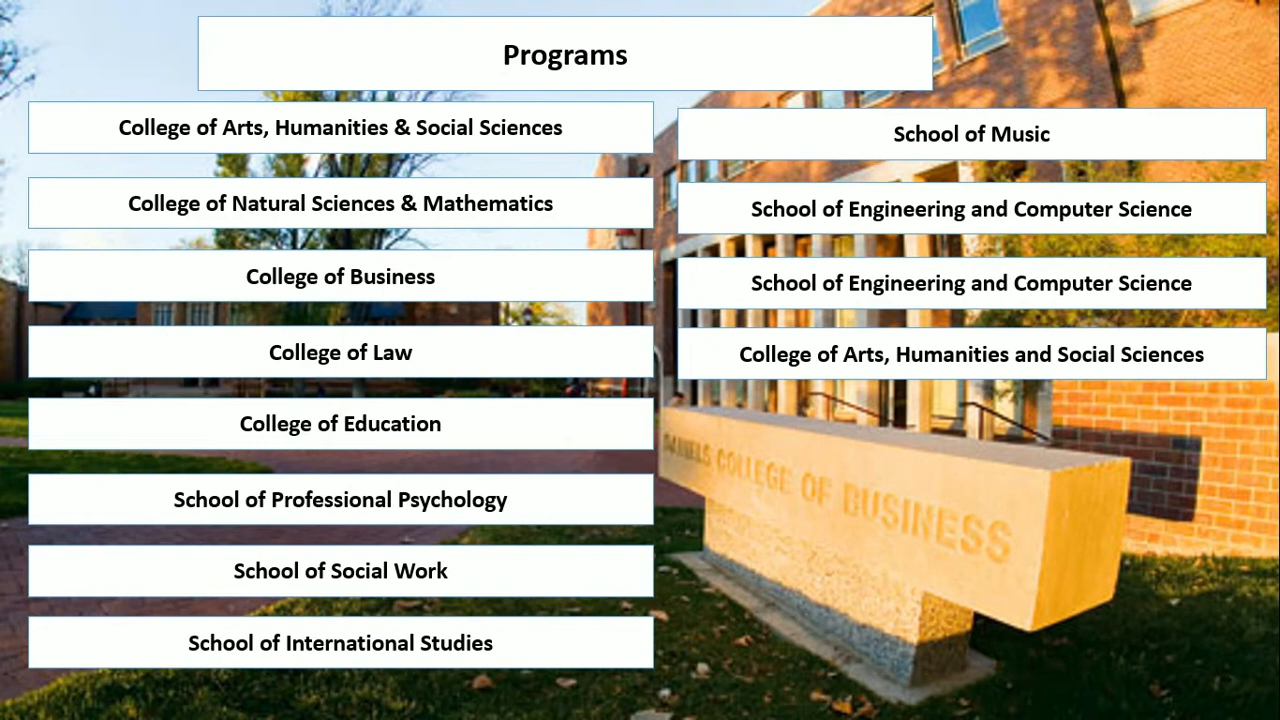 Programs
College of Arts, Humanities & Social Sciences
College of Natural Sciences & Mathematics
College of Business
College of Law
College of Education
School of Professional Psychology
School of Social Work
School of International Studies
School of Music
School of Engineering and Computer Science
School of Engineering and Computer Science
College of Arts, Humanities and Social Sciences
DANIELS COLLEGE OF BUSINESS